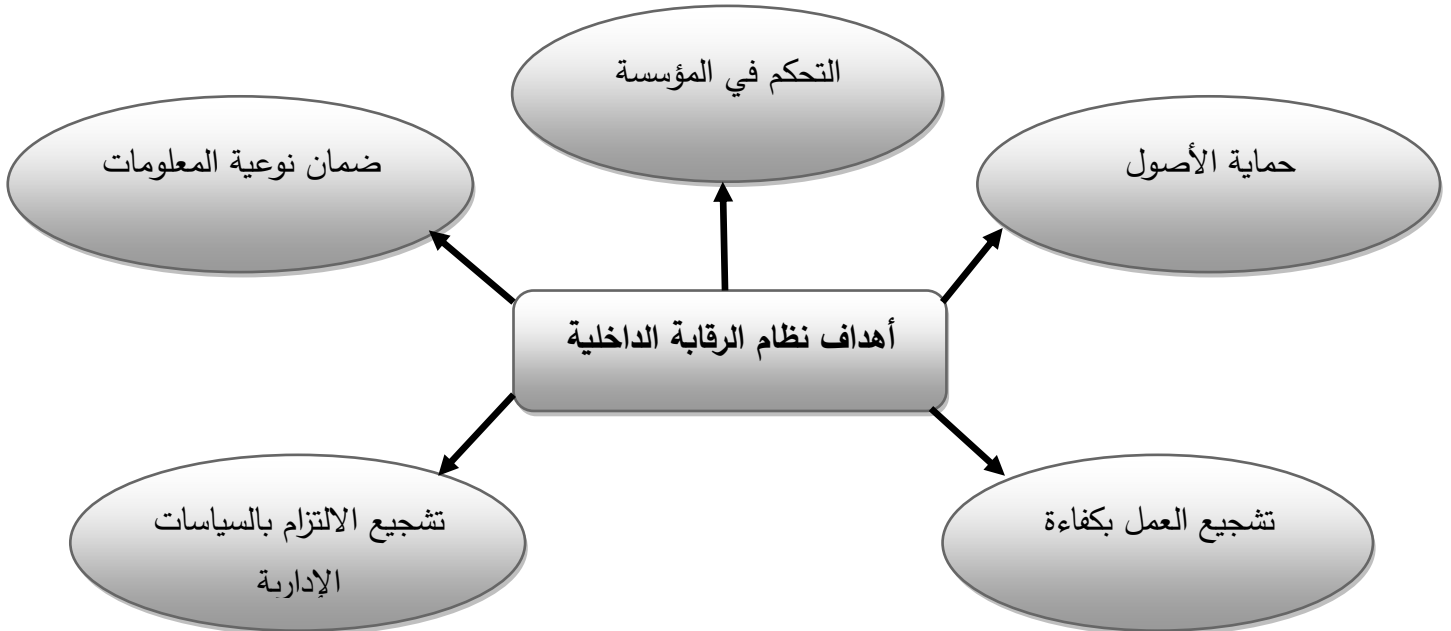 التحكم في المؤسسة
حماية الأصول
ضمان نوعية المعلومات
أهداف نظام الرقابة الداخلية
تشجيع العمل بكفاءة
تشجيع الالتزام بالسياسات
الإدارية